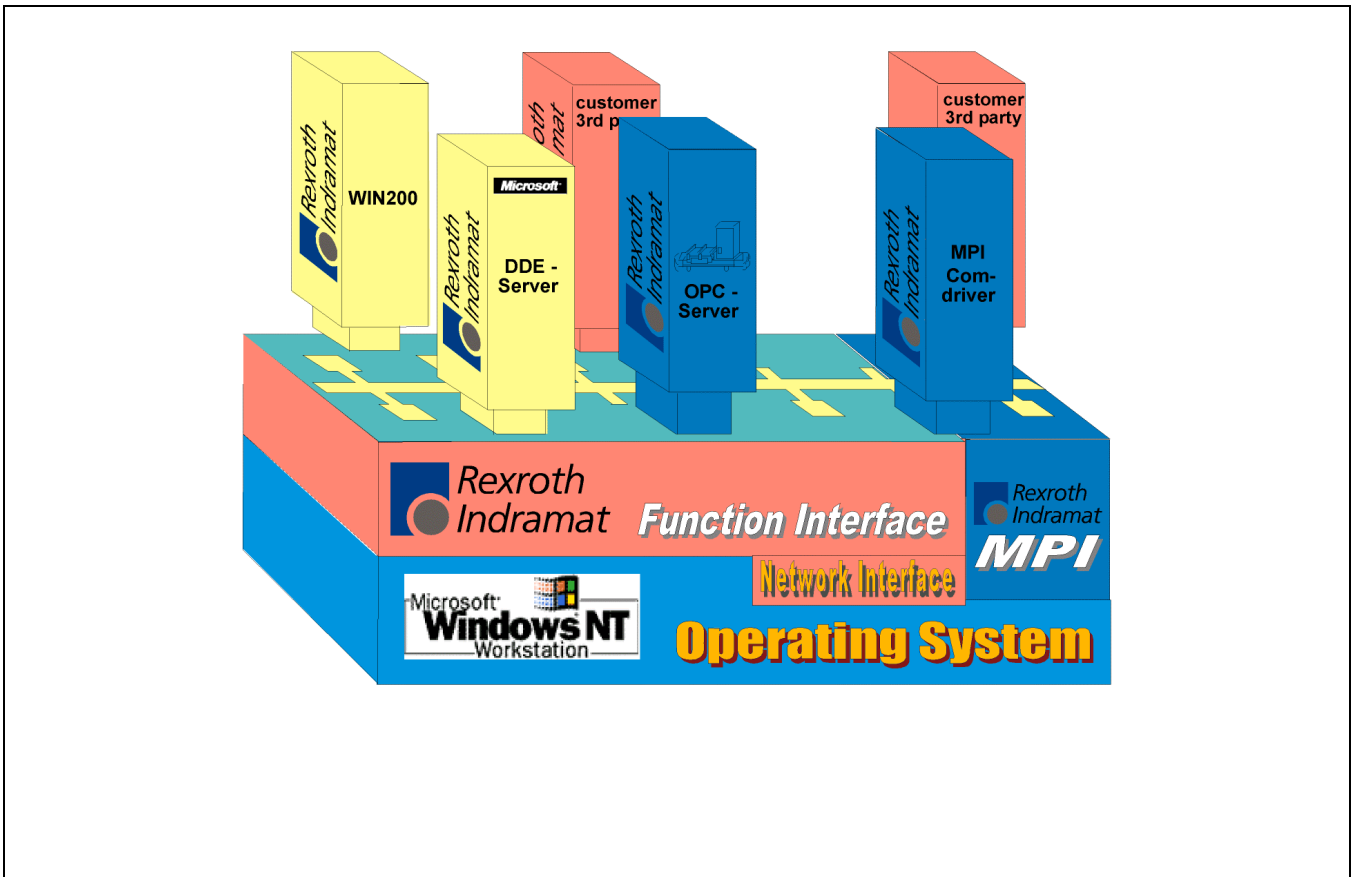 Rexroth
Indramat
WIN200
Rexroth
Indramat
Microsoft
DDE -
Server
customer
3rd
Rexroth
Indramat
OPC -
Server
customer
3rd party
Rexroth
Indramat
MPI
Com-
driver
Rexroth
Indramat
Function Interface
Rexroth
Indramat
MPI
Network Interface
Microsoft
Windows NT
Workstation
Operating System